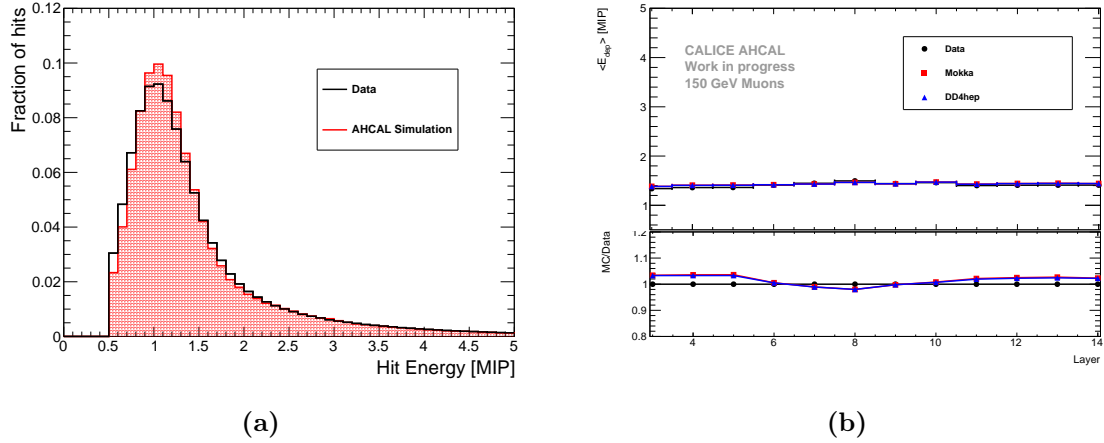 Fraction of hits
0.12
0.1
0.08
0.06
0.04
0.02
0
Data
AHCAL Simulation
0 0.5 1 1.5 2 2.5 3 3.5 4 4.5 5
Hit Energy [MIP]
(a)
<E_dep> [MIP]
5
4
3
2
1
CALICE AHCAL
Work in progress
150 GeV Muons
Data
Mokka
DD4hep
MC/Data
1.2
1.1
1.0
0.9
0.8
4 6 8 10 12 14
Layer
(b)